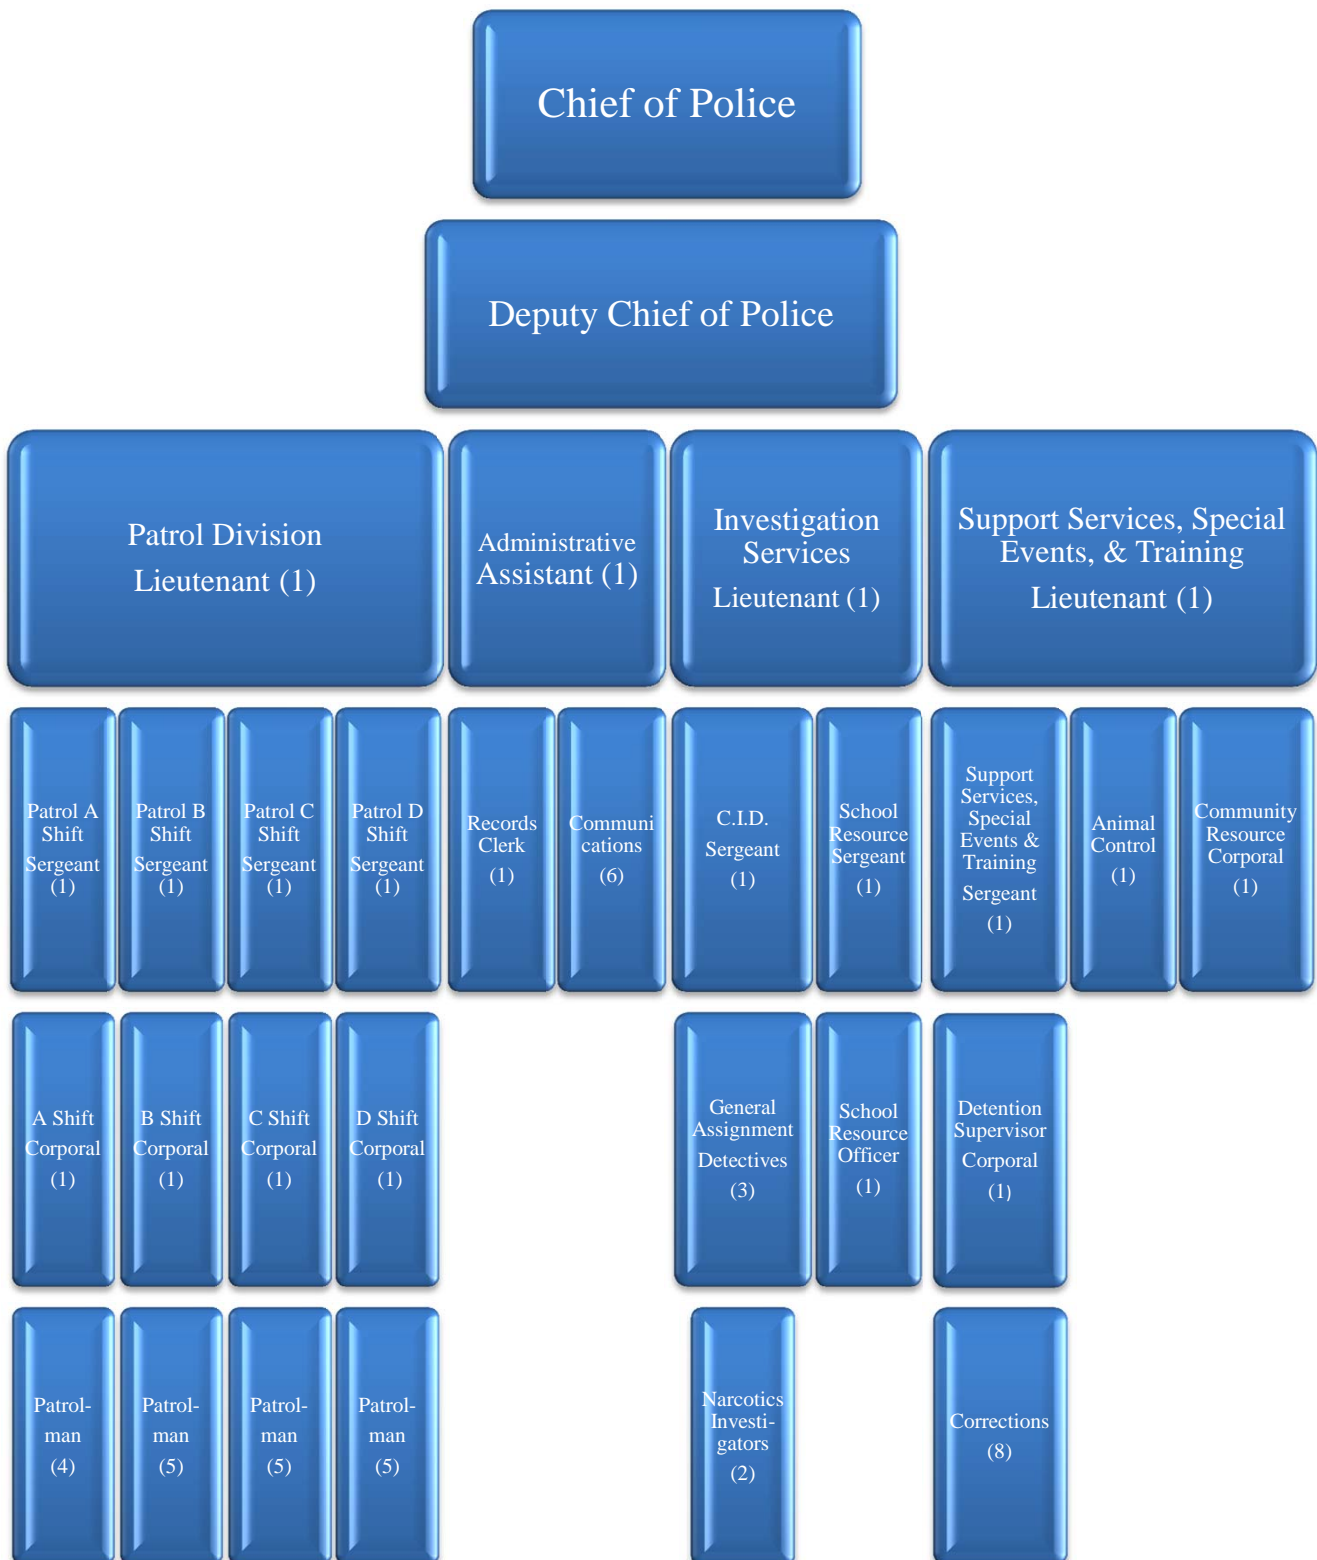 Chief of Police
Deputy Chief of Police
Patrol Division
Lieutenant (1)
Administrative
Assistant (1)
Investigation
Services
Lieutenant (1)
Support Services, Special
Events, & Training
Lieutenant (1)
Patrol A
Shift
Sergeant
(1)
Patrol B
Shift
Sergeant
(1)
Patrol C
Shift
Sergeant
(1)
Patrol D
Shift
Sergeant
(1)
Records
Clerk
(1)
Communi
cations
(6)
C.I.D.
Sergeant
(1)
School
Resource
Sergeant
(1)
Support
Services,
Special
Events &
Training
Sergeant
(1)
Animal
Control
(1)
Community
Resource
Corporal
(1)
A Shift
Corporal
(1)
B Shift
Corporal
(1)
C Shift
Corporal
(1)
D Shift
Corporal
(1)
General
Assignment
Detectives
(3)
School
Resource
Officer
(1)
Detention
Supervisor
Corporal
(1)
Patrol-
man
(4)
Patrol-
man
(5)
Patrol-
man
(5)
Patrol-
man
(5)
Narcotics
Investi-
gators
(2)
Corrections
(8)